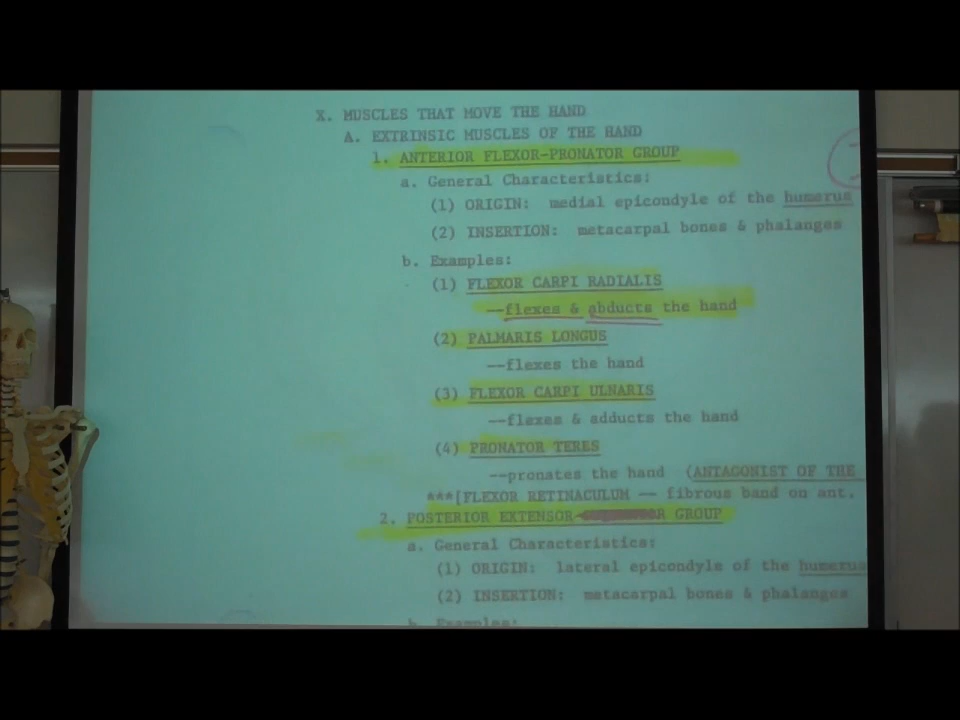 X. MUSCLES THAT MOVE THE HAND
A. EXTRINSIC MUSCLES OF THE HAND
1. ANTERIOR FLEXOR-PRONATOR GROUP
a. General Characteristics:
(1) ORIGIN: medial epicondyle of the humerus
(2) INSERTION: metacarpal bones & phalanges
b. Examples:
(1) FLEXOR CARPI RADIALIS
--flexes & abducts the hand
(2) PALMARIS LONGUS
--flexes the hand
(3) FLEXOR CARPI ULNARIS
--flexes & adducts the hand
(4) PRONATOR TERES
--pronates the hand (ANTAGONIST OF THE
***[FLEXOR RETINACULUM -- fibrous band on ant.
2. POSTERIOR EXTENSOR- GROUP
a. General Characteristics:
(1) ORIGIN: lateral epicondyle of the humerus
(2) INSERTION: metacarpal bones & phalanges
b. Examples: